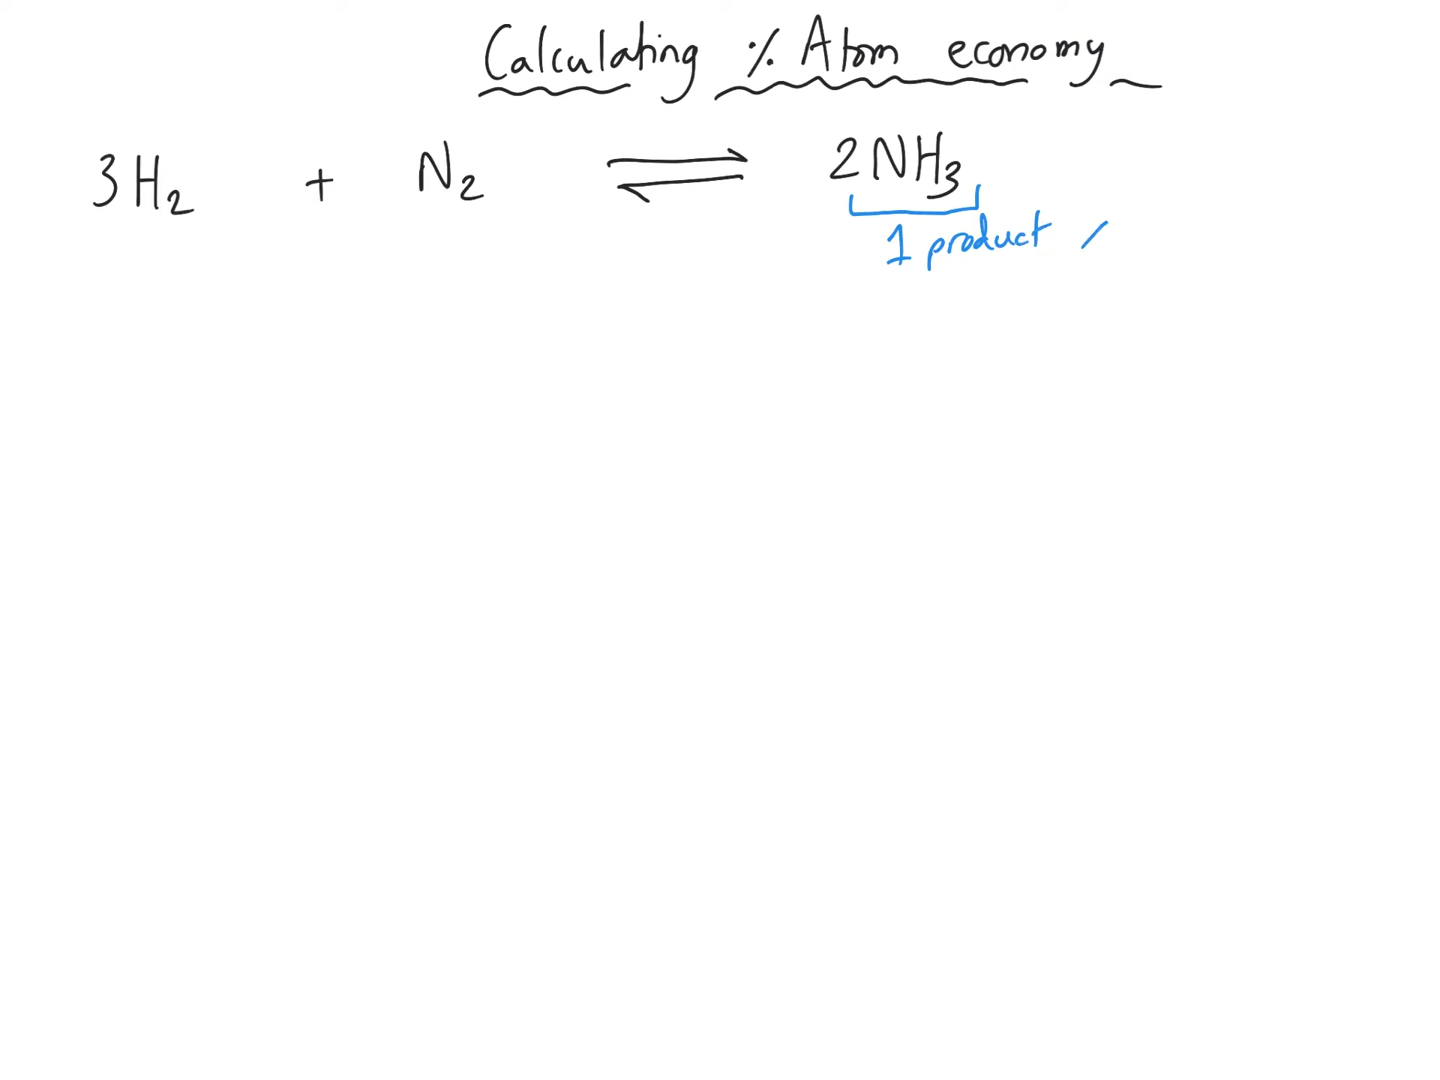 Calculating % Atom economy
3H₂ + N₂ ⇌ 2NH₃
1 product